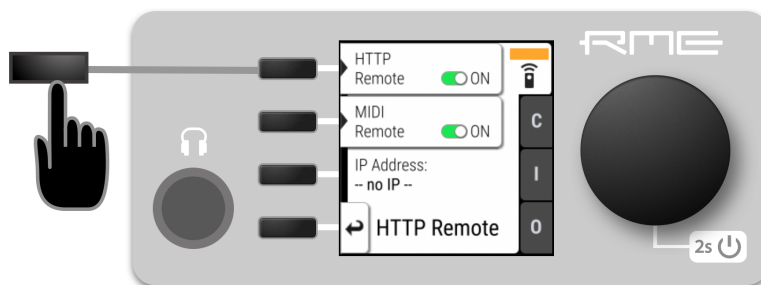 RME
HTTP
Remote ON
MIDI
Remote ON
C
IP Address:
-- no IP --
I
HTTP Remote
O
2s